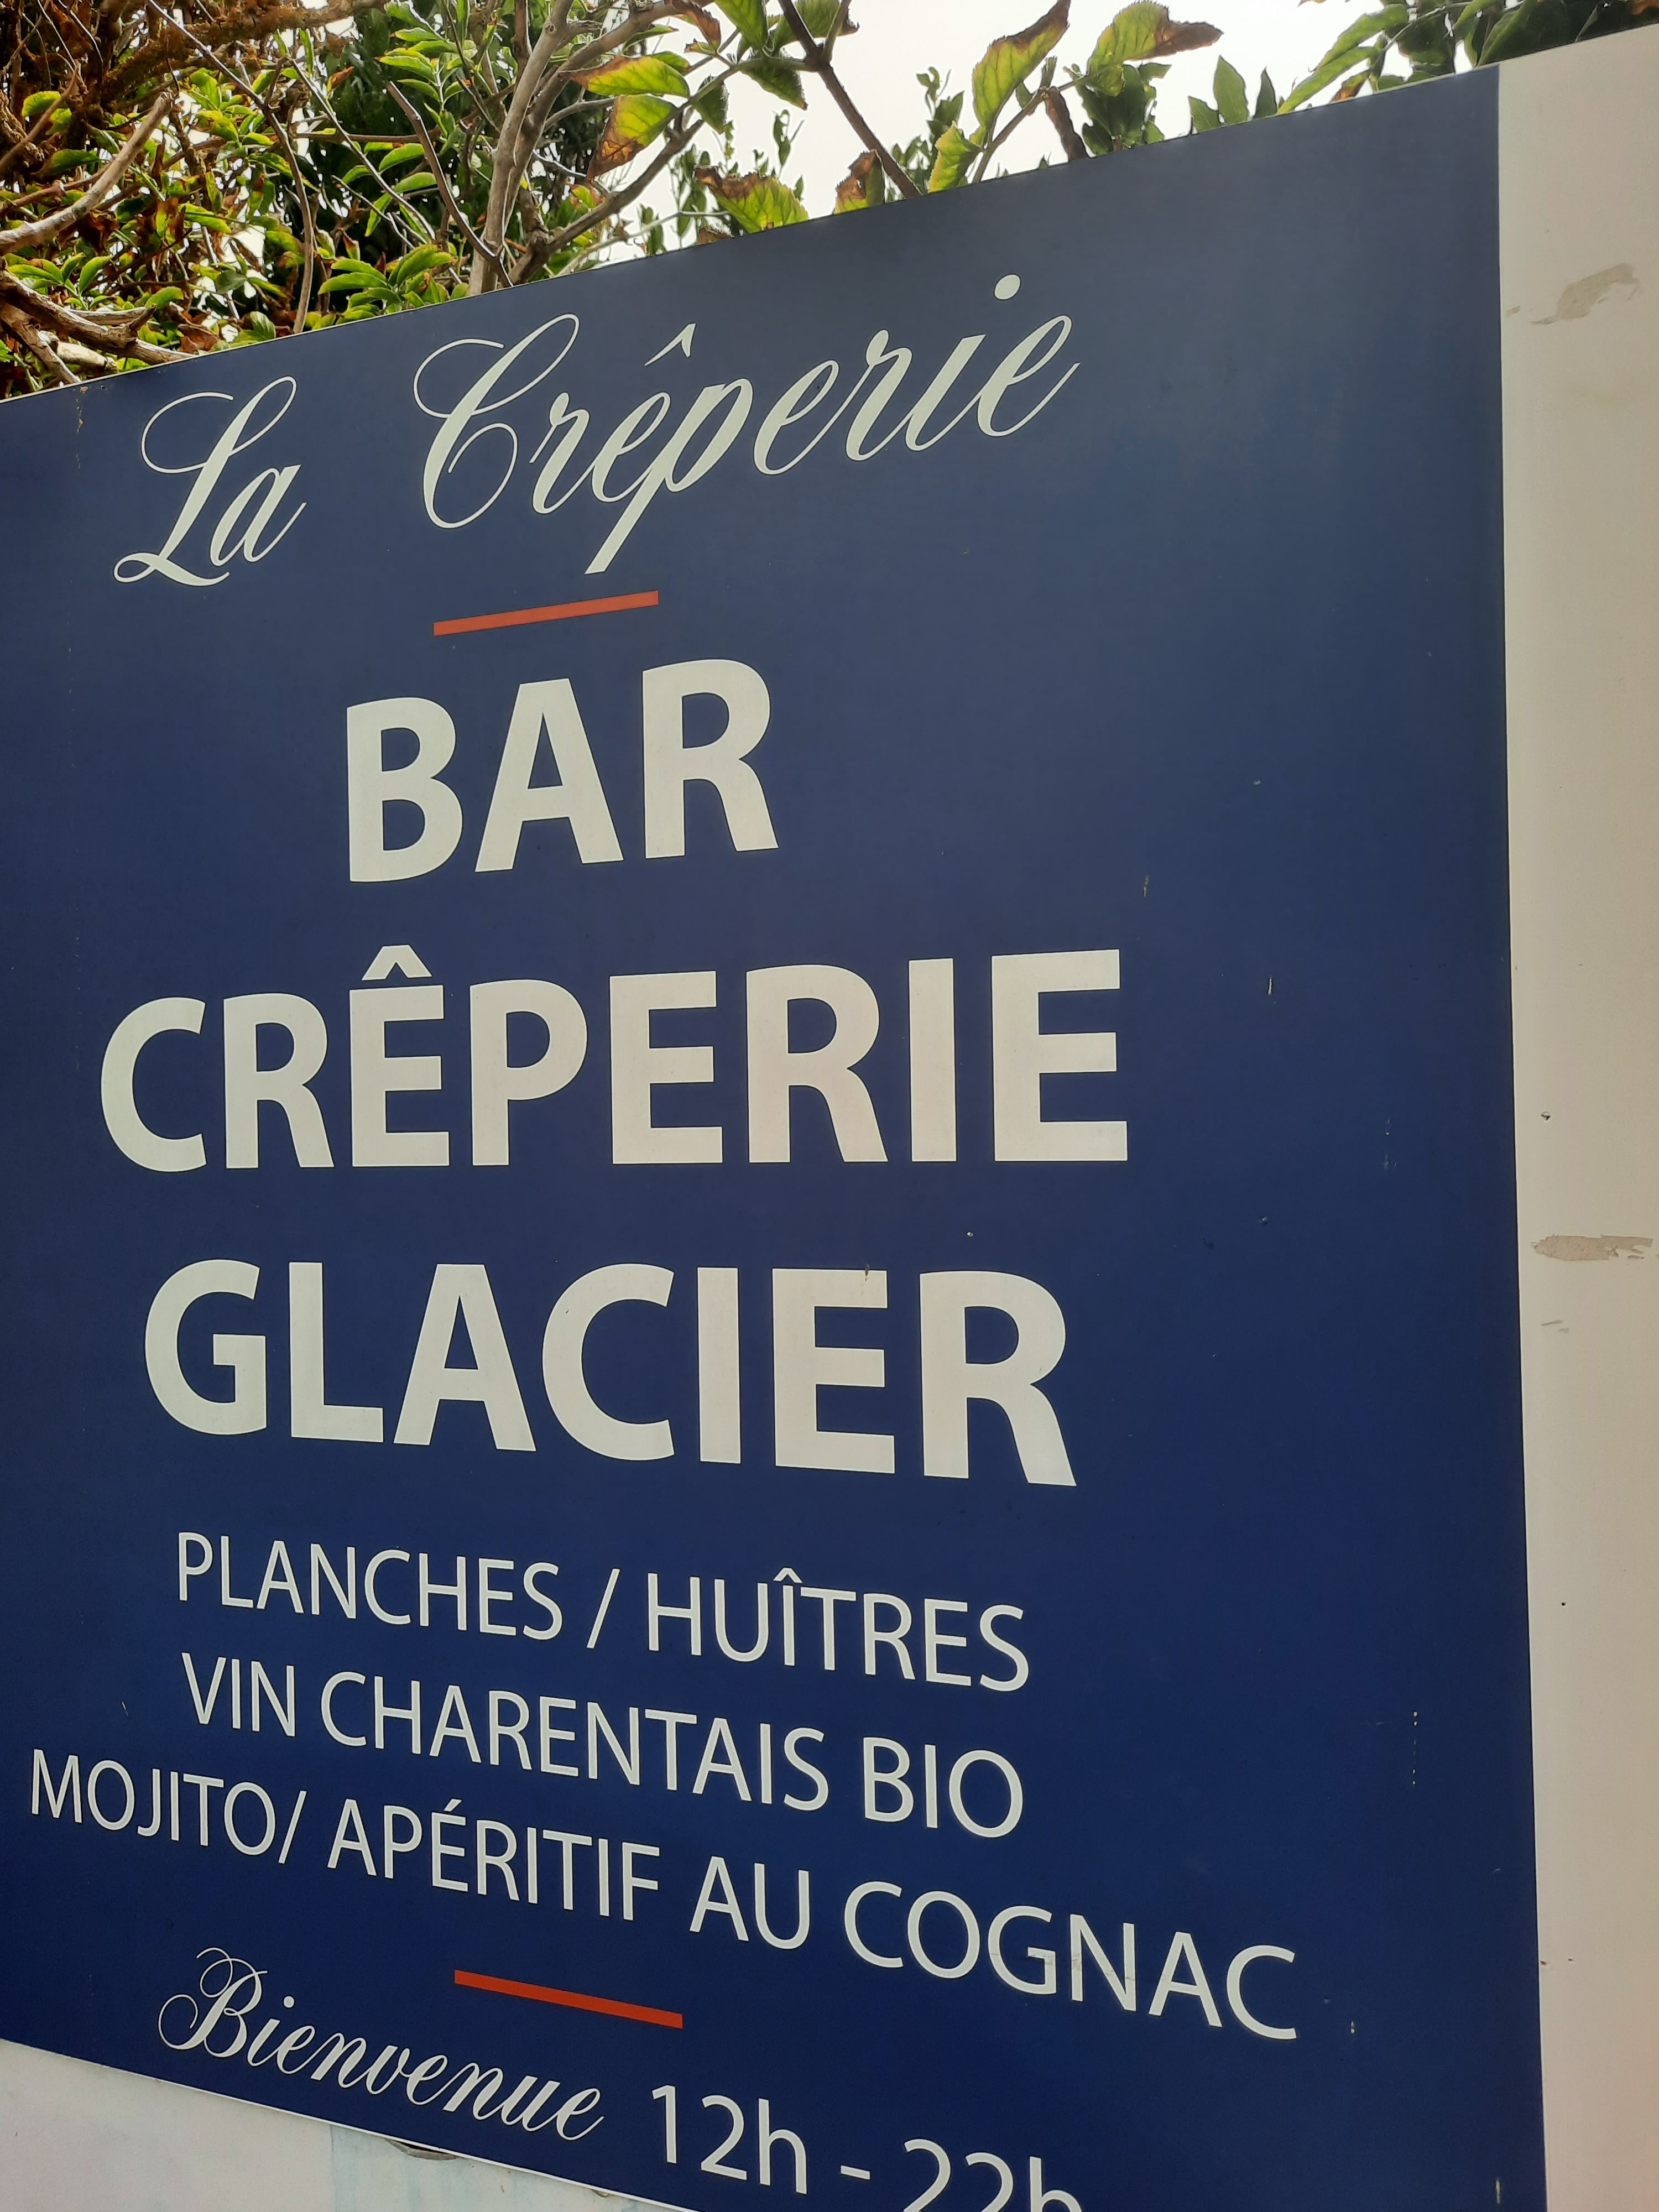 La Crêperie
BAR
CRÊPERIE
GLACIER
PLANCHES / HUÎTRES
VIN CHARENTAIS BIO
MOJITO/ APÉRITIF AU COGNAC
Bienvenue 12h - 22h